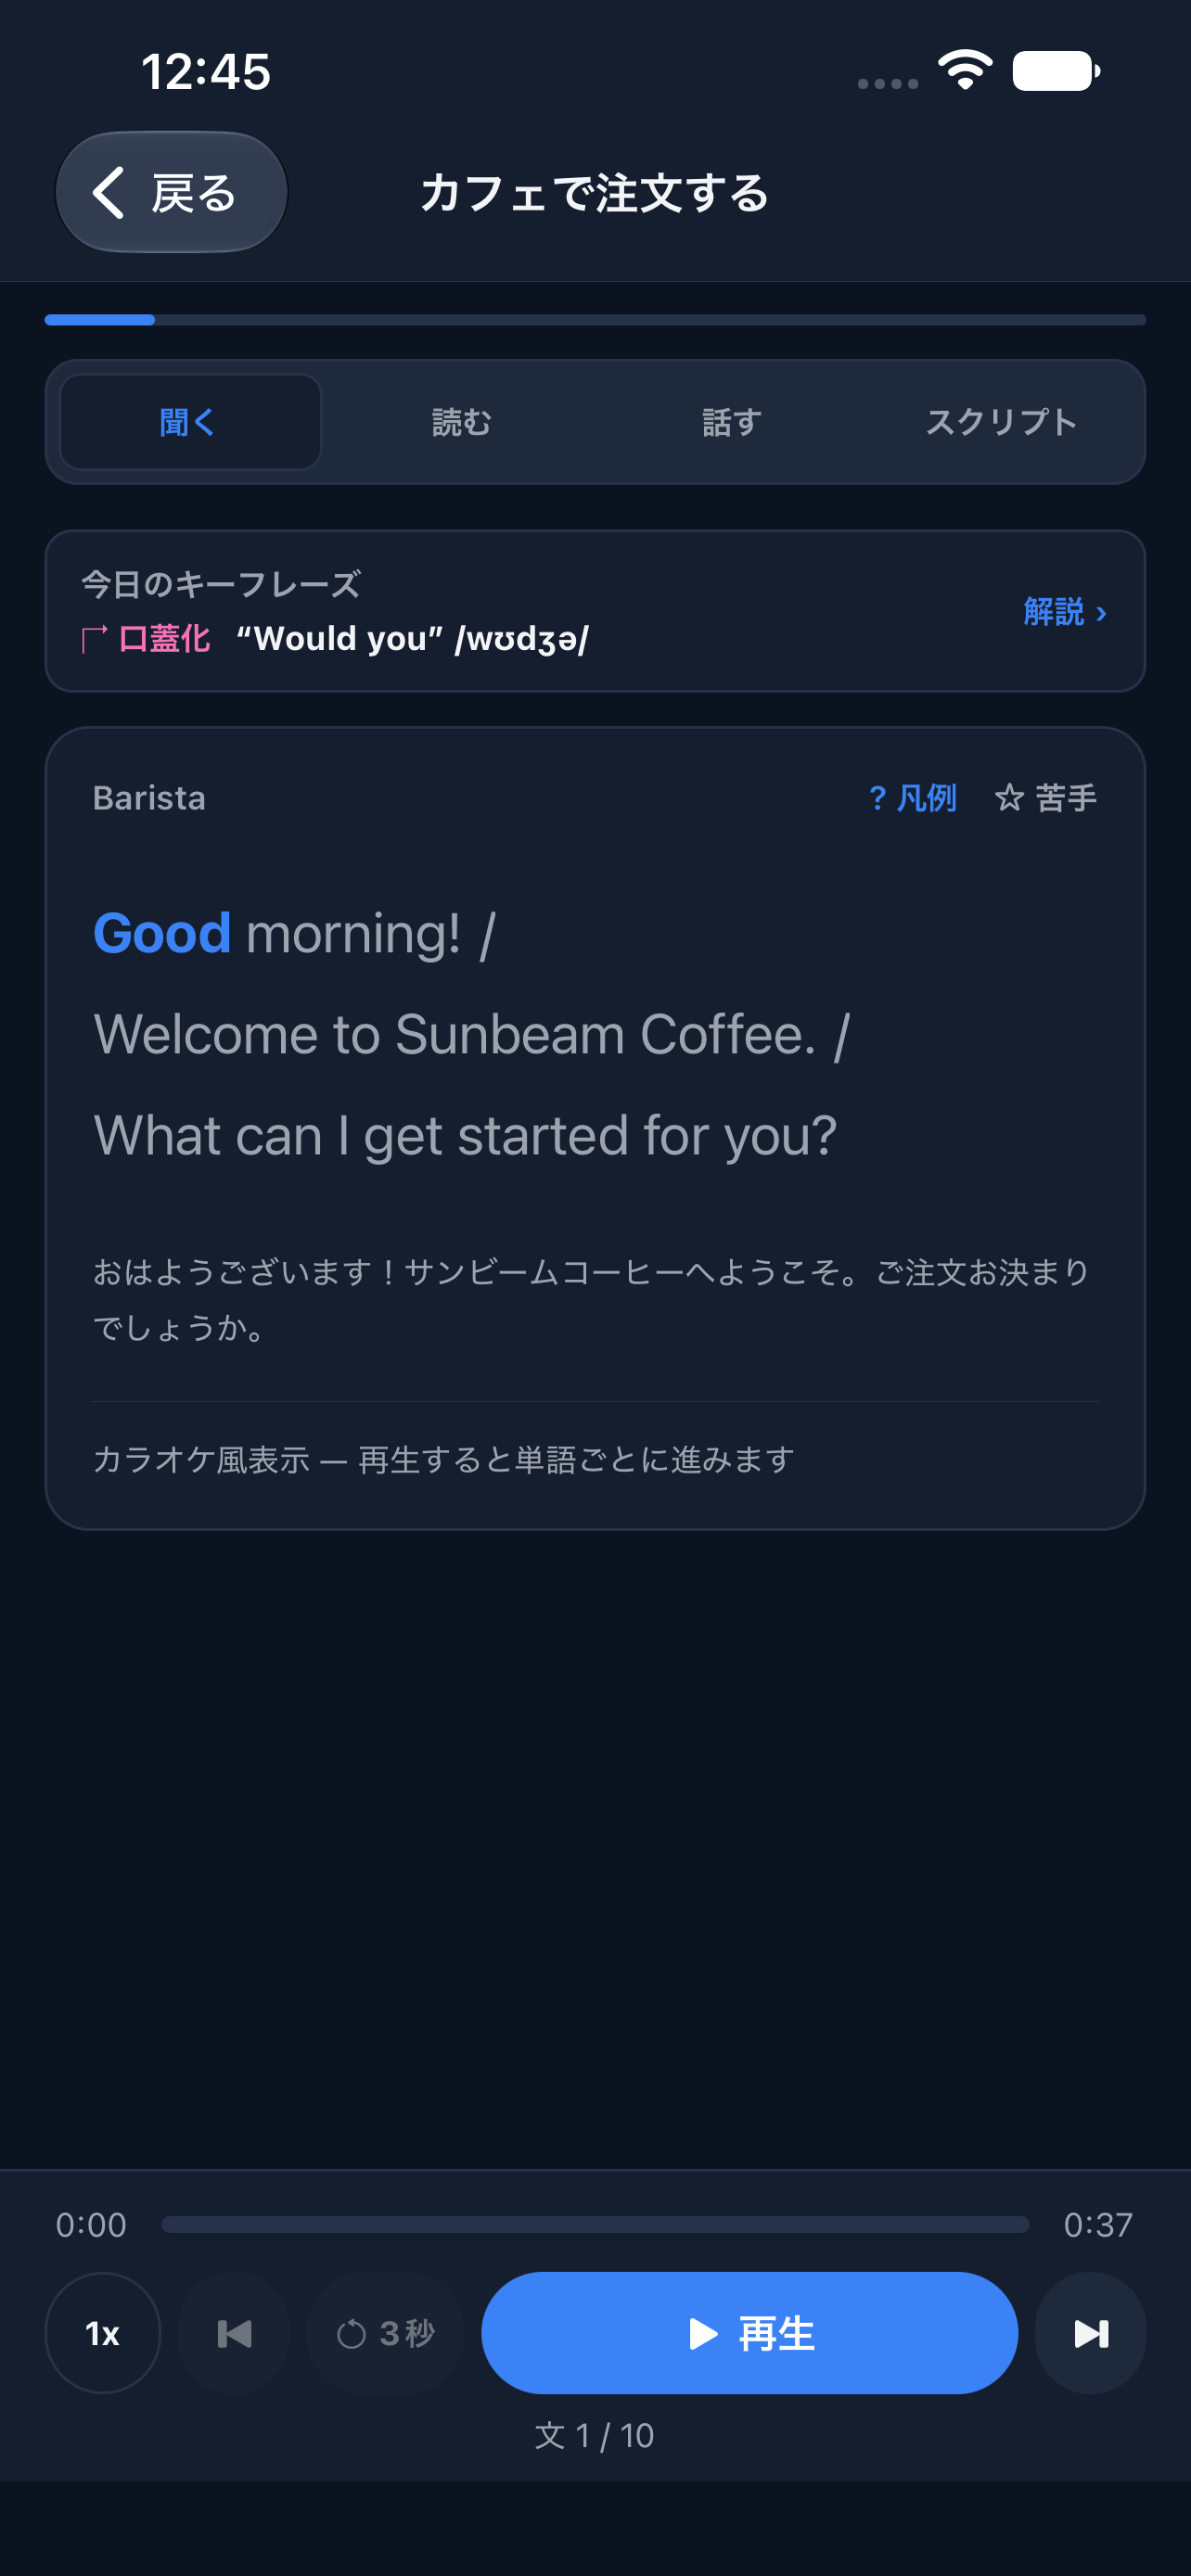 12:45
戻る
カフェで注文する
聞く
読む
話す
スクリプト
今日のキーフレーズ
口蓋化 “Would you” /wʊdʒə/
解説 ›
Barista
? 凡例
☆ 苦手
Good morning! /
Welcome to Sunbeam Coffee. /
What can I get started for you?
おはようございます！サンビームコーヒーへようこそ。ご注文お決まり
でしょうか。
カラオケ風表示 — 再生すると単語ごとに進みます
0:00
0:37
1x
3秒
再生
文 1 / 10